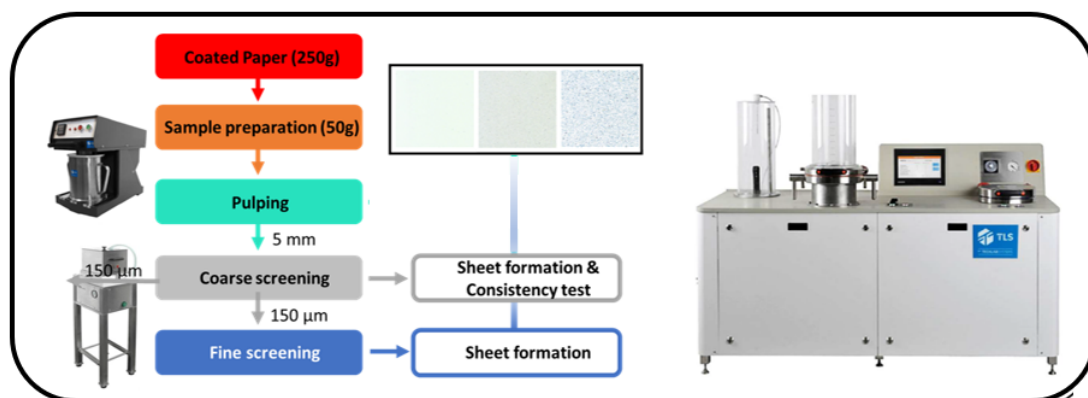 Coated Paper (250g)
Sample preparation (50g)
Pulping
5 mm
150 µm
Coarse screening
Sheet formation &
Consistency test
150 µm
Fine screening
Sheet formation
TLS